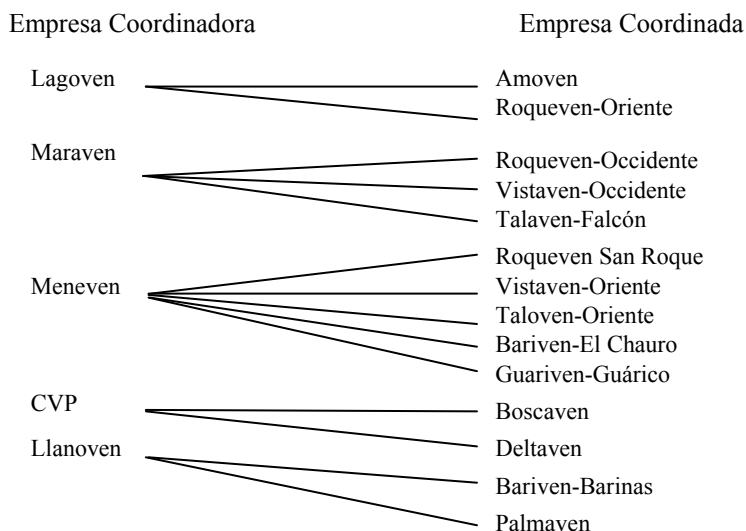 Empresa Coordinadora Empresa Coordinada
Lagoven
Amoven
Roqueven-Oriente
Maraven
Roqueven-Occidente
Vistaven-Occidente
Talaven-Falcón
Meneven
Roqueven San Roque
Vistaven-Oriente
Taloven-Oriente
Bariven-El Chauro
Guariven-Guárico
CVP
Boscaven
Deltaven
Llanoven
Bariven-Barinas
Palmaven